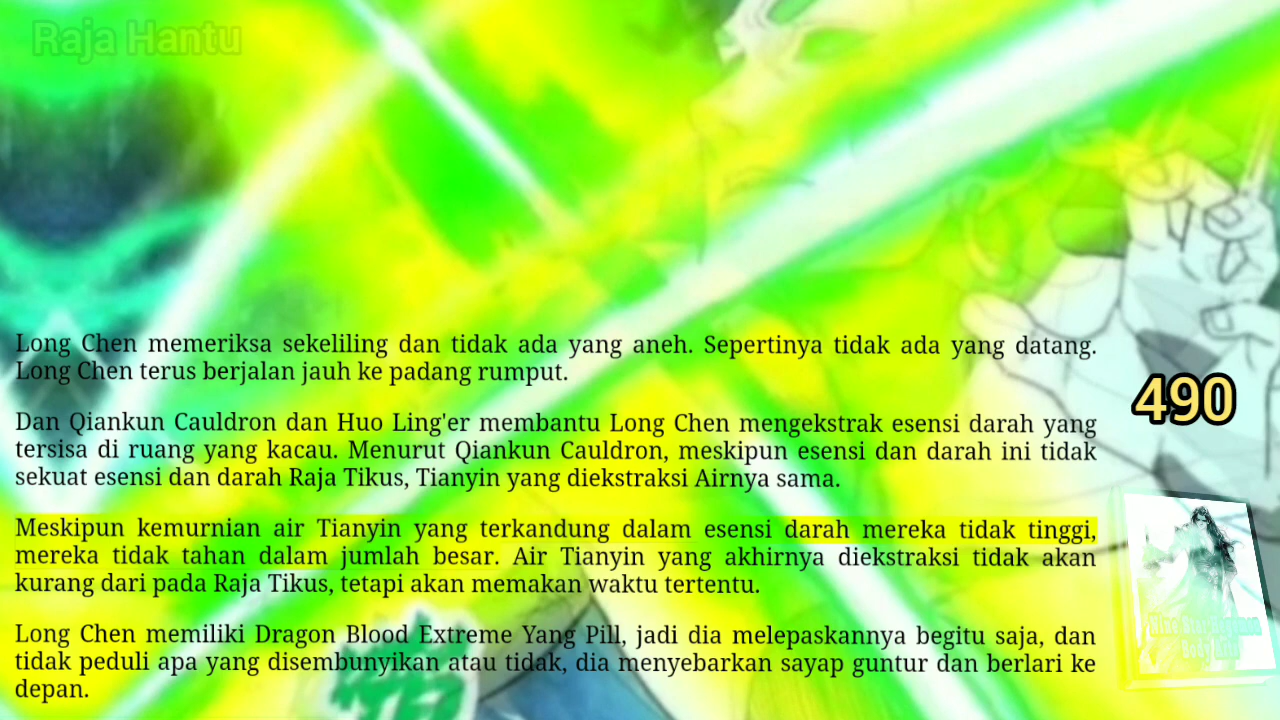 Raja Hantu
Long Chen memeriksa sekeliling dan tidak ada yang aneh. Sepertinya tidak ada yang datang.
Long Chen terus berjalan jauh ke padang rumput.
Dan Qiankun Cauldron dan Huo Ling'er membantu Long Chen mengekstrak esensi darah yang
tersisa di ruang yang kacau. Menurut Qiankun Cauldron, meskipun esensi dan darah ini tidak
sekuat esensi dan darah Raja Tikus, Tianyin yang diekstraksi Airnya sama.
Meskipun kemurnian air Tianyin yang terkandung dalam esensi darah mereka tidak tinggi,
mereka tidak tahan dalam jumlah besar. Air Tianyin yang akhirnya diekstraksi tidak akan
kurang dari pada Raja Tikus, tetapi akan memakan waktu tertentu.
Long Chen memiliki Dragon Blood Extreme Yang Pill, jadi dia melepaskannya begitu saja, dan
tidak peduli apa yang disembunyikan atau tidak, dia menyebarkan sayap guntur dan berlari ke
depan.
490